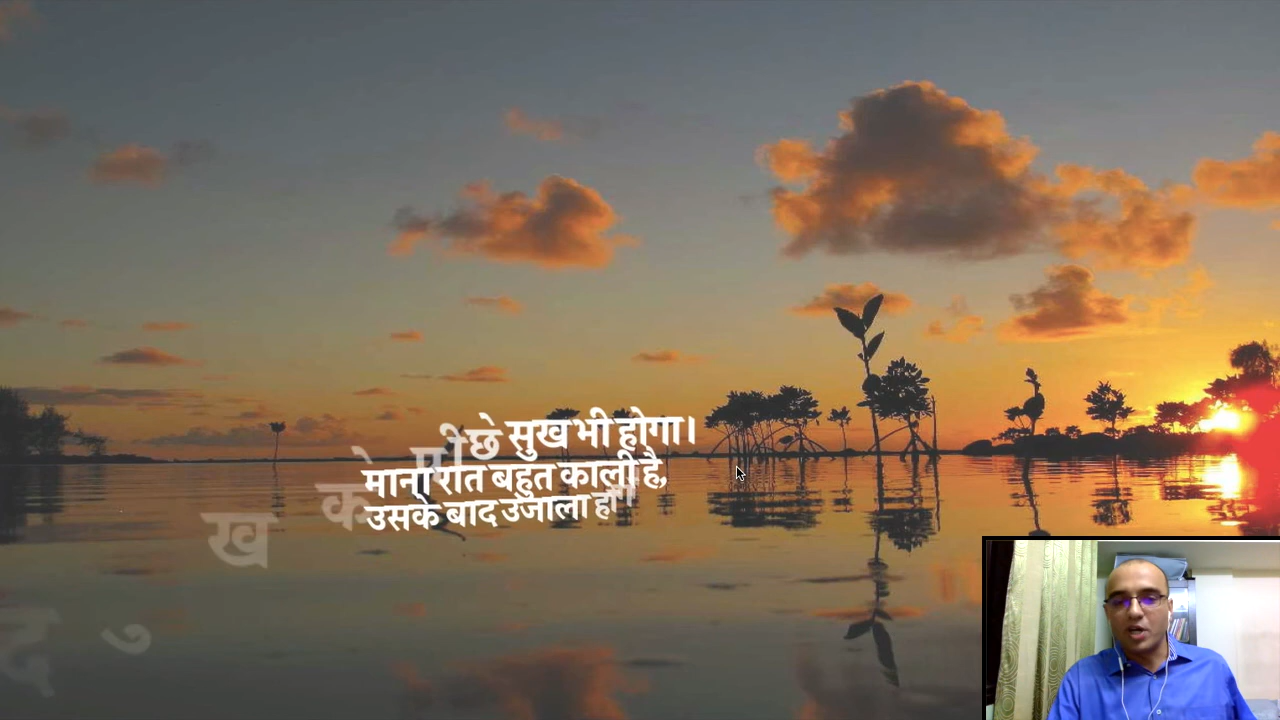 दुख के पीछे सुख भी होगा।
माना रात बहुत काली है,
उसके बाद उजाला होगा